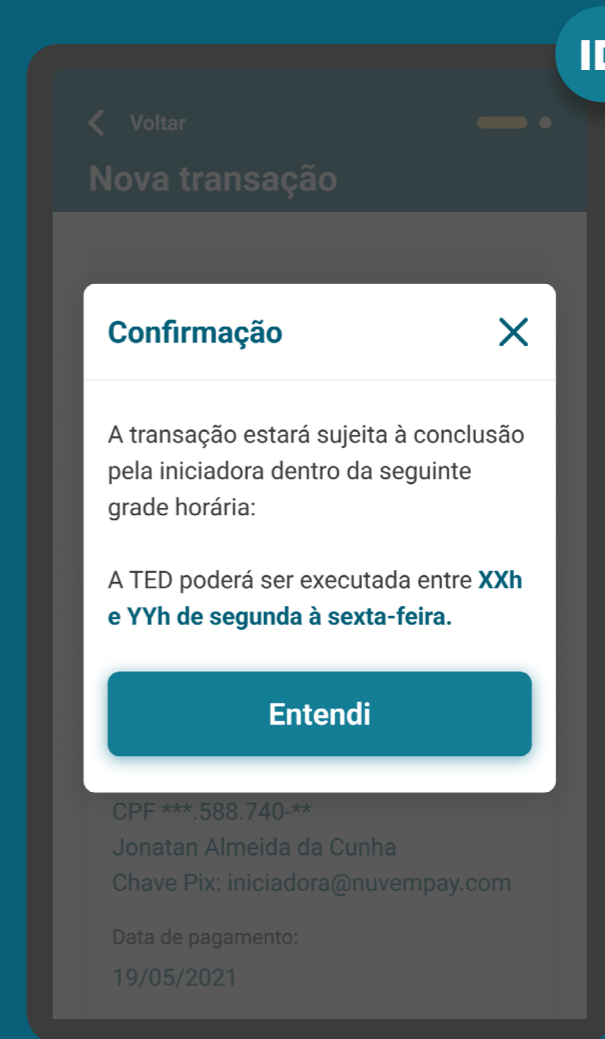 Voltar
Nova transação
Confirmação
A transação estará sujeita à conclusão
pela iniciadora dentro da seguinte
grade horária:
A TED poderá ser executada entre XXh
e YYh de segunda à sexta-feira.
Entendi
CPF ***.588.740-**
Jonatan Almeida da Cunha
Chave Pix: iniciadora@nuvempay.com
Data de pagamento:
19/05/2021